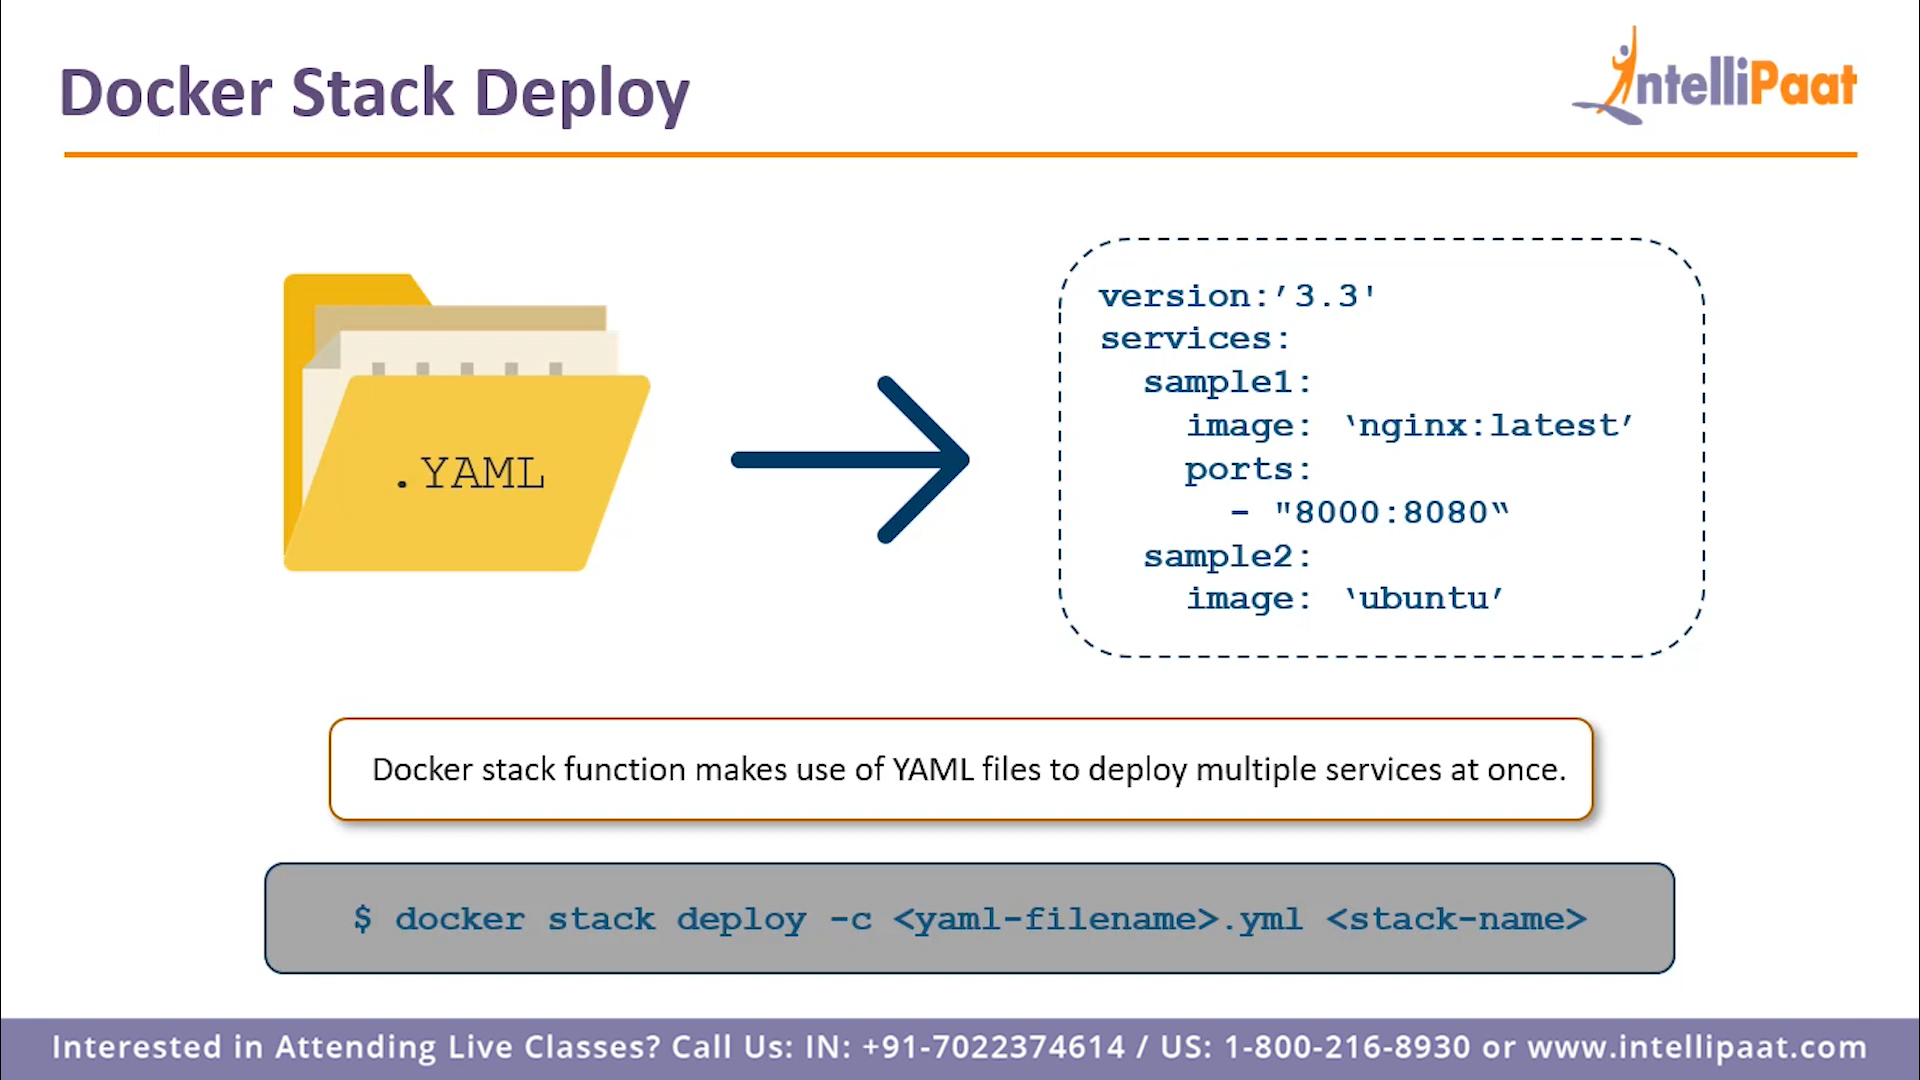 Docker Stack Deploy
IntelliPaat
.YAML
version:’3.3'
services:
  sample1:
    image: ‘nginx:latest’
    ports:
      - "8000:8080“
  sample2:
    image: ‘ubuntu’
Docker stack function makes use of YAML files to deploy multiple services at once.
$ docker stack deploy -c <yaml-filename>.yml <stack-name>
Interested in Attending Live Classes? Call Us: IN: +91-7022374614 / US: 1-800-216-8930 or www.intellipaat.com